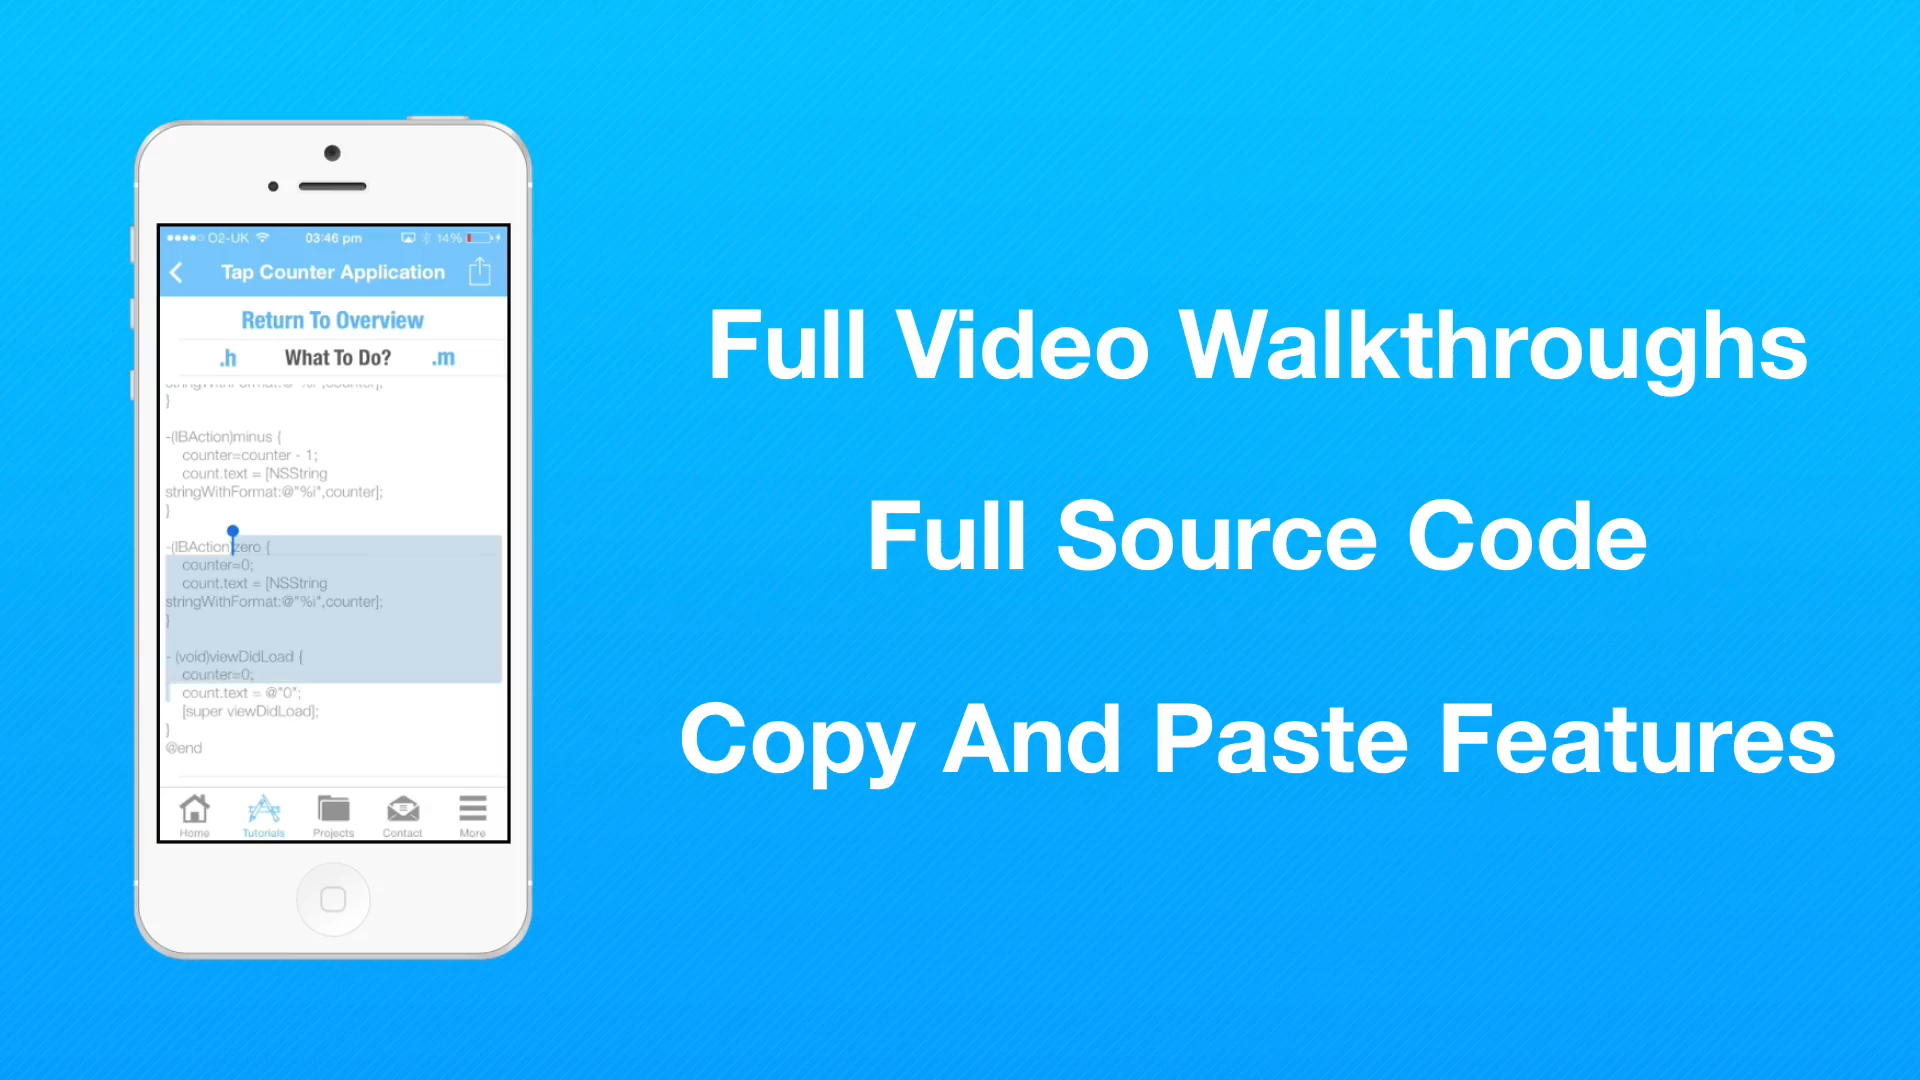 O2-UK 03:46 pm 14%
Tap Counter Application
Return To Overview
.h What To Do? .m
stringWithFormat:@"%i",counter];
}
-(IBAction)minus {
counter=counter - 1;
count.text = [NSString
stringWithFormat:@"%i",counter];
}
-(IBAction)zero {
counter=0;
count.text = [NSString
stringWithFormat:@"%i",counter];
}
- (void)viewDidLoad {
counter=0;
count.text = @"0";
[super viewDidLoad];
}
@end
Home Tutorials Projects Contact More
Full Video Walkthroughs
Full Source Code
Copy And Paste Features